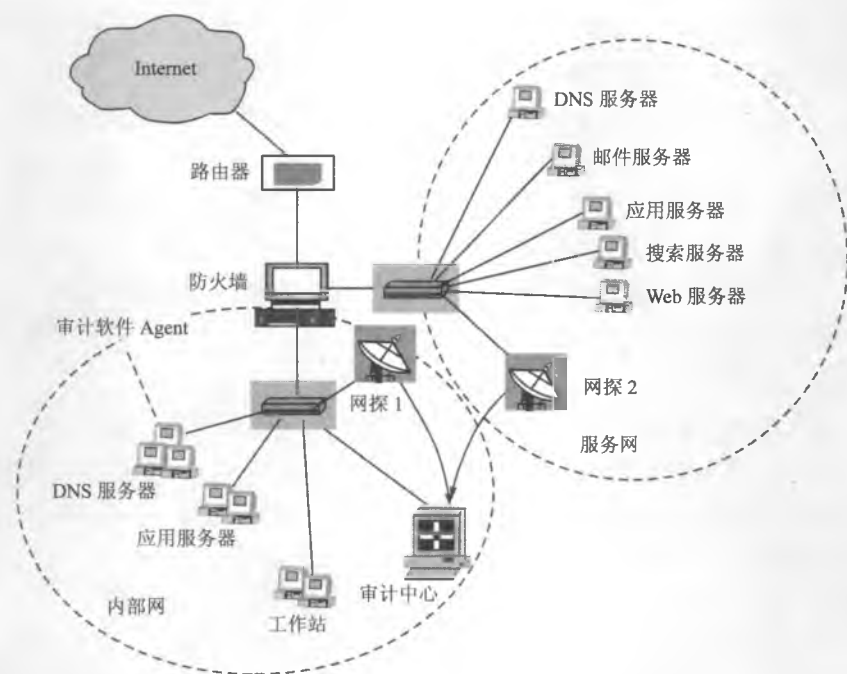 Internet
DNS 服务器
邮件服务器
路由器
应用服务器
搜索服务器
防火墙
Web 服务器
审计软件 Agent
网探 1
网探 2
服务网
DNS 服务器
应用服务器
审计中心
内部网
工作站